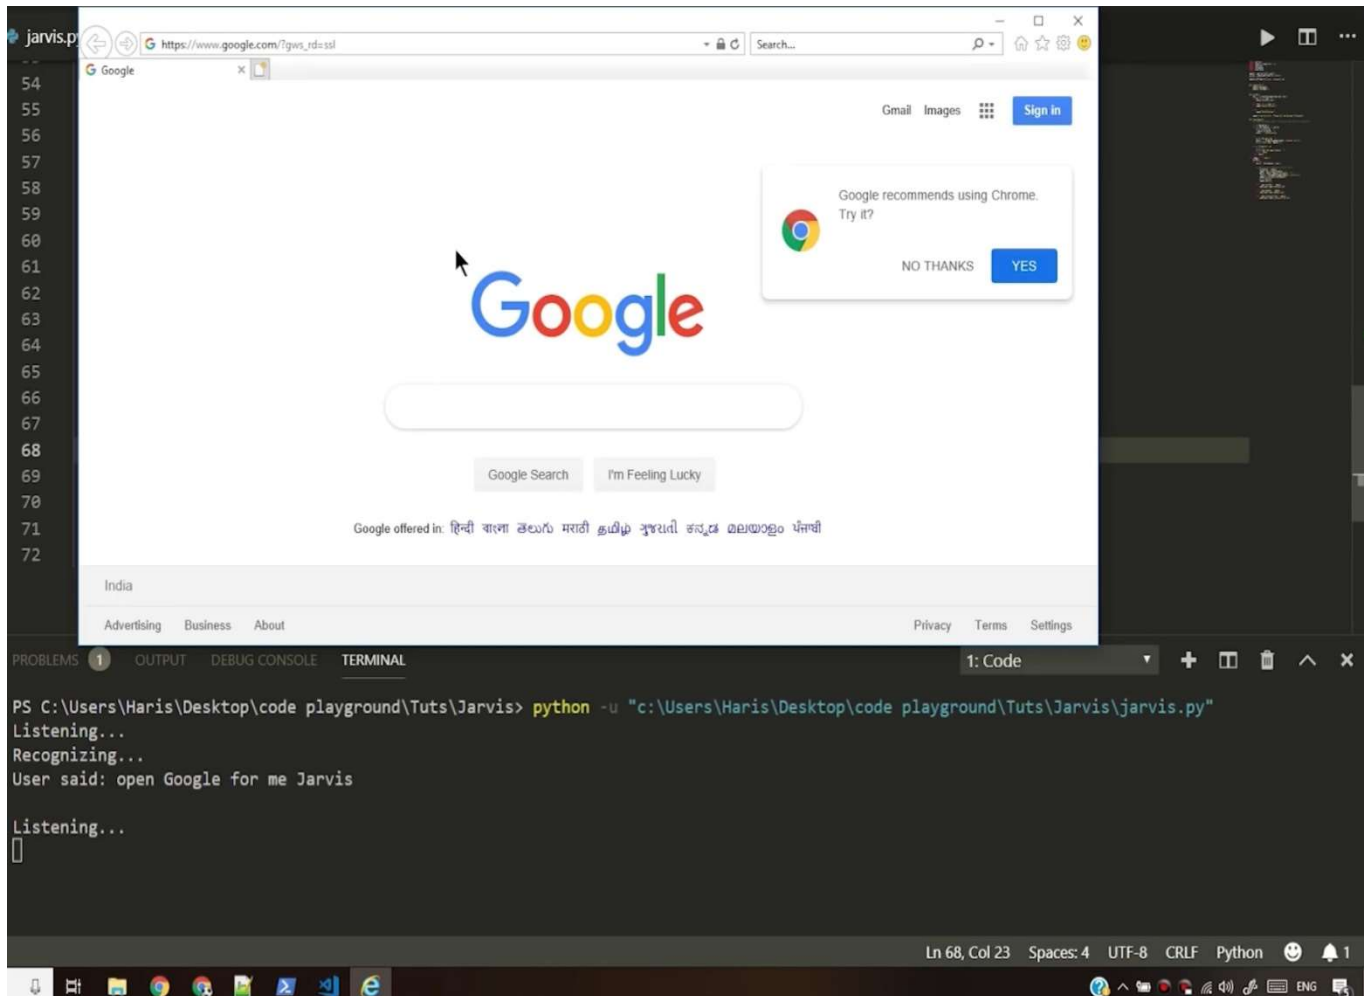 jarvis.p
https://www.google.com/?gws_rd=ssl
Search...
Google
Gmail Images
Sign in
Google recommends using Chrome.
Try it?
NO THANKS YES
Google
Google Search
I'm Feeling Lucky
Google offered in: हिन्दी বাংলা తెలుగు मराठी தமிழ் ગુજરાતી ಕನ್ನಡ മലയാളം ਪੰਜਾਬੀ
India
Advertising Business About
Privacy Terms Settings
54
55
56
57
58
59
60
61
62
63
64
65
66
67
68
69
70
71
72
PROBLEMS 1 OUTPUT DEBUG CONSOLE TERMINAL
1: Code
PS C:\Users\Haris\Desktop\code playground\Tuts\Jarvis> python -u "c:\Users\Haris\Desktop\code playground\Tuts\Jarvis\jarvis.py"
Listening...
Recognizing...
User said: open Google for me Jarvis
Listening...
Ln 68, Col 23 Spaces: 4 UTF-8 CRLF Python 1
ENG